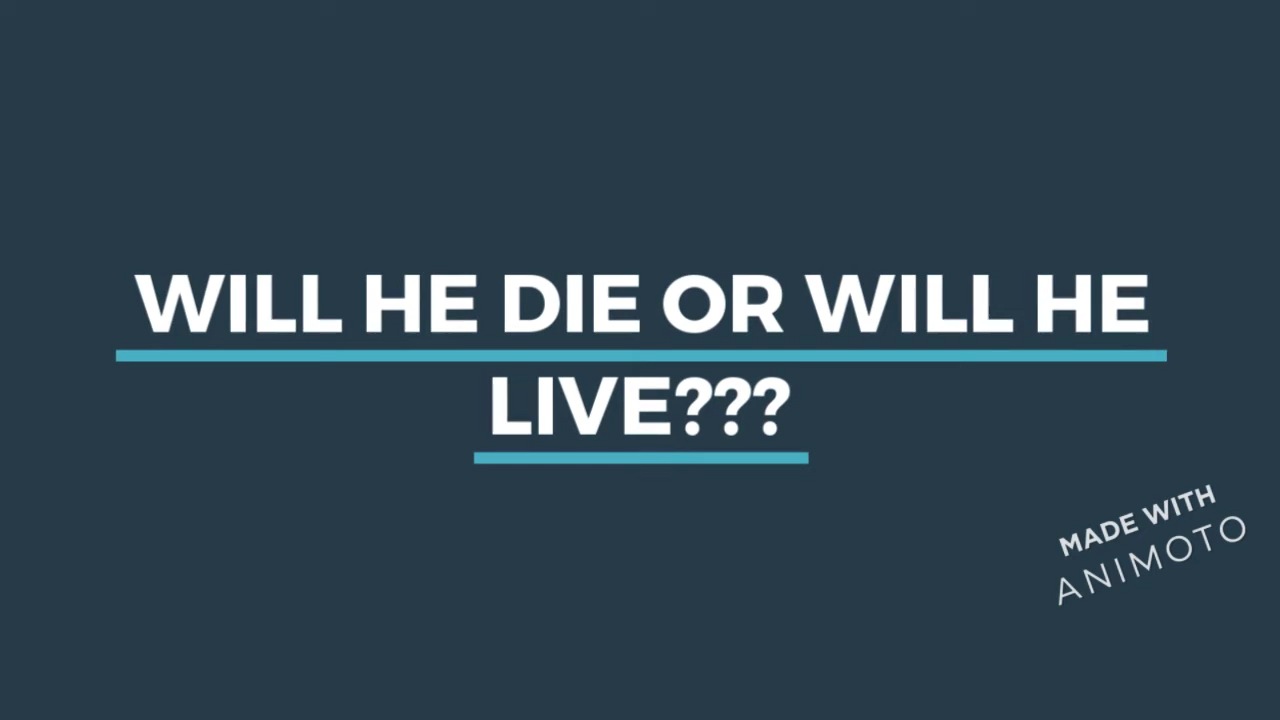 WILL HE DIE OR WILL HE
LIVE???
MADE WITH
ANIMOTO